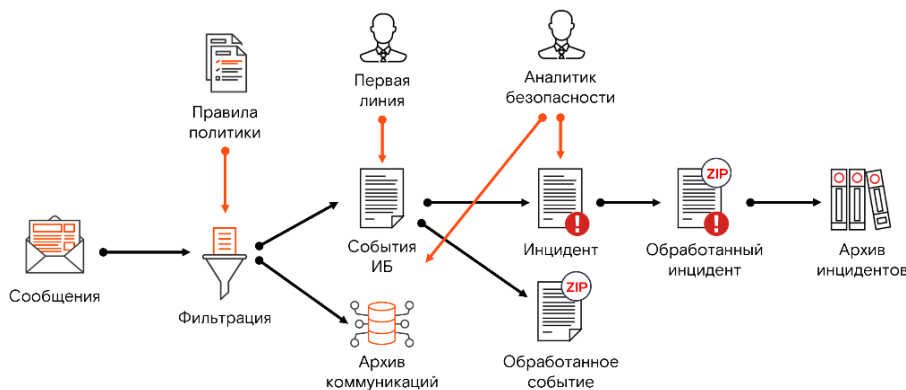 Правила
политики
Первая
линия
Аналитик
безопасности
Сообщения
Фильтрация
События
ИБ
Инцидент
ZIP
Обработанный
инцидент
Архив
инцидентов
Архив
коммуникаций
ZIP
Обработанное
событие